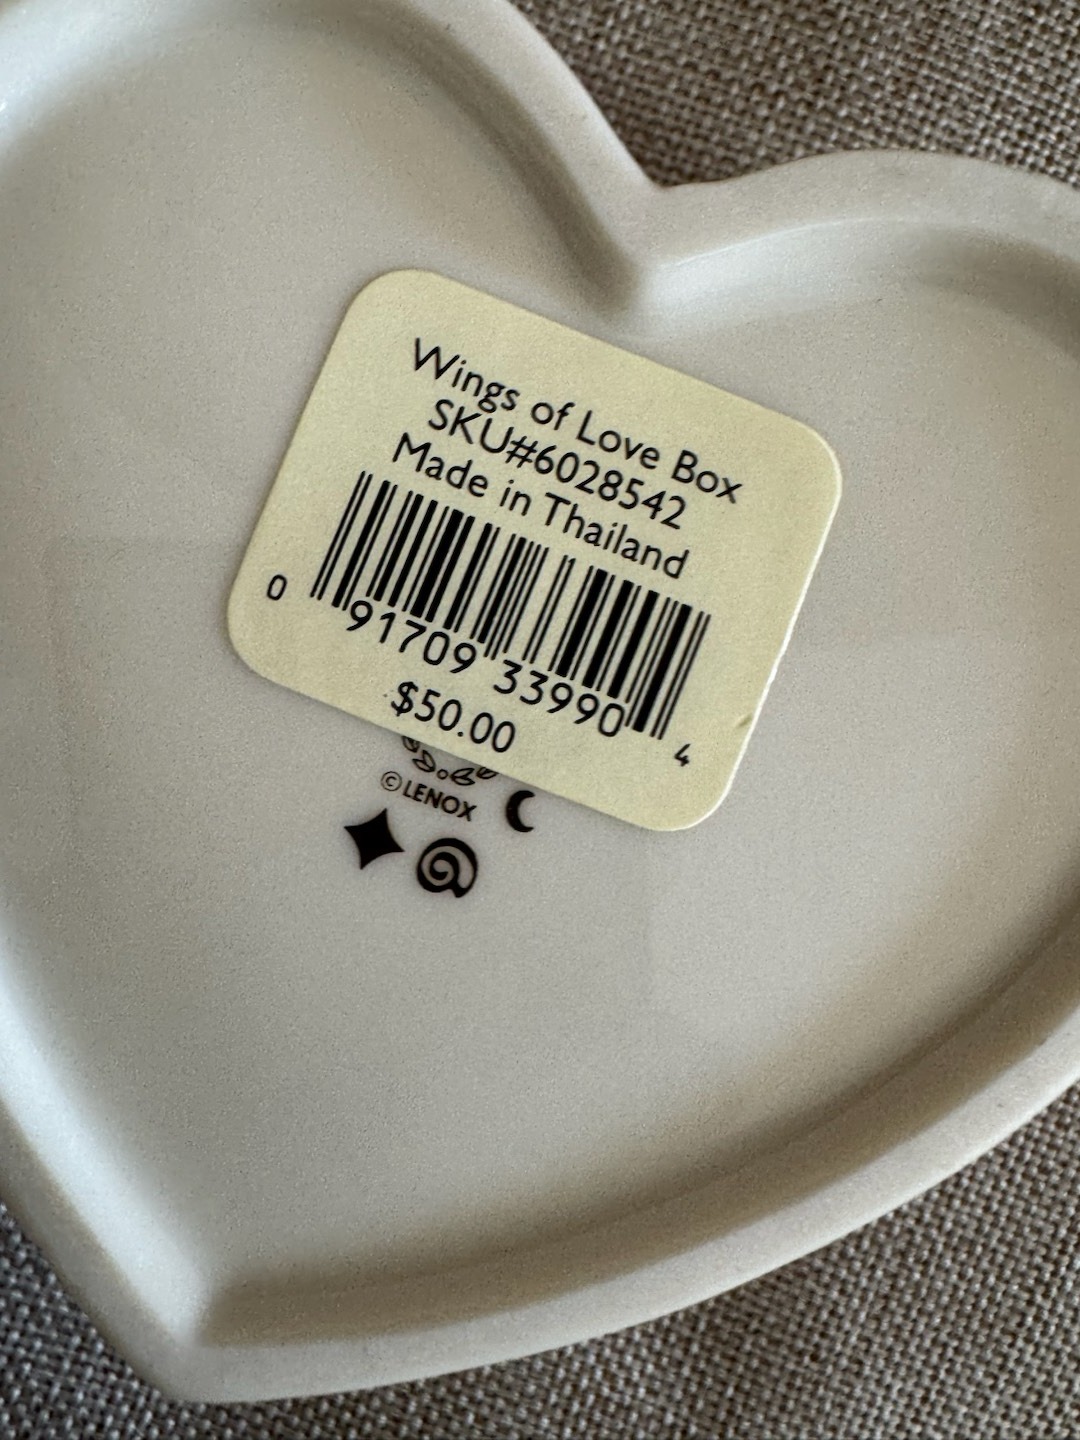 Wings of Love Box
SKU#6028542
Made in Thailand
0 91709 33990 4
$50.00
©LENOX